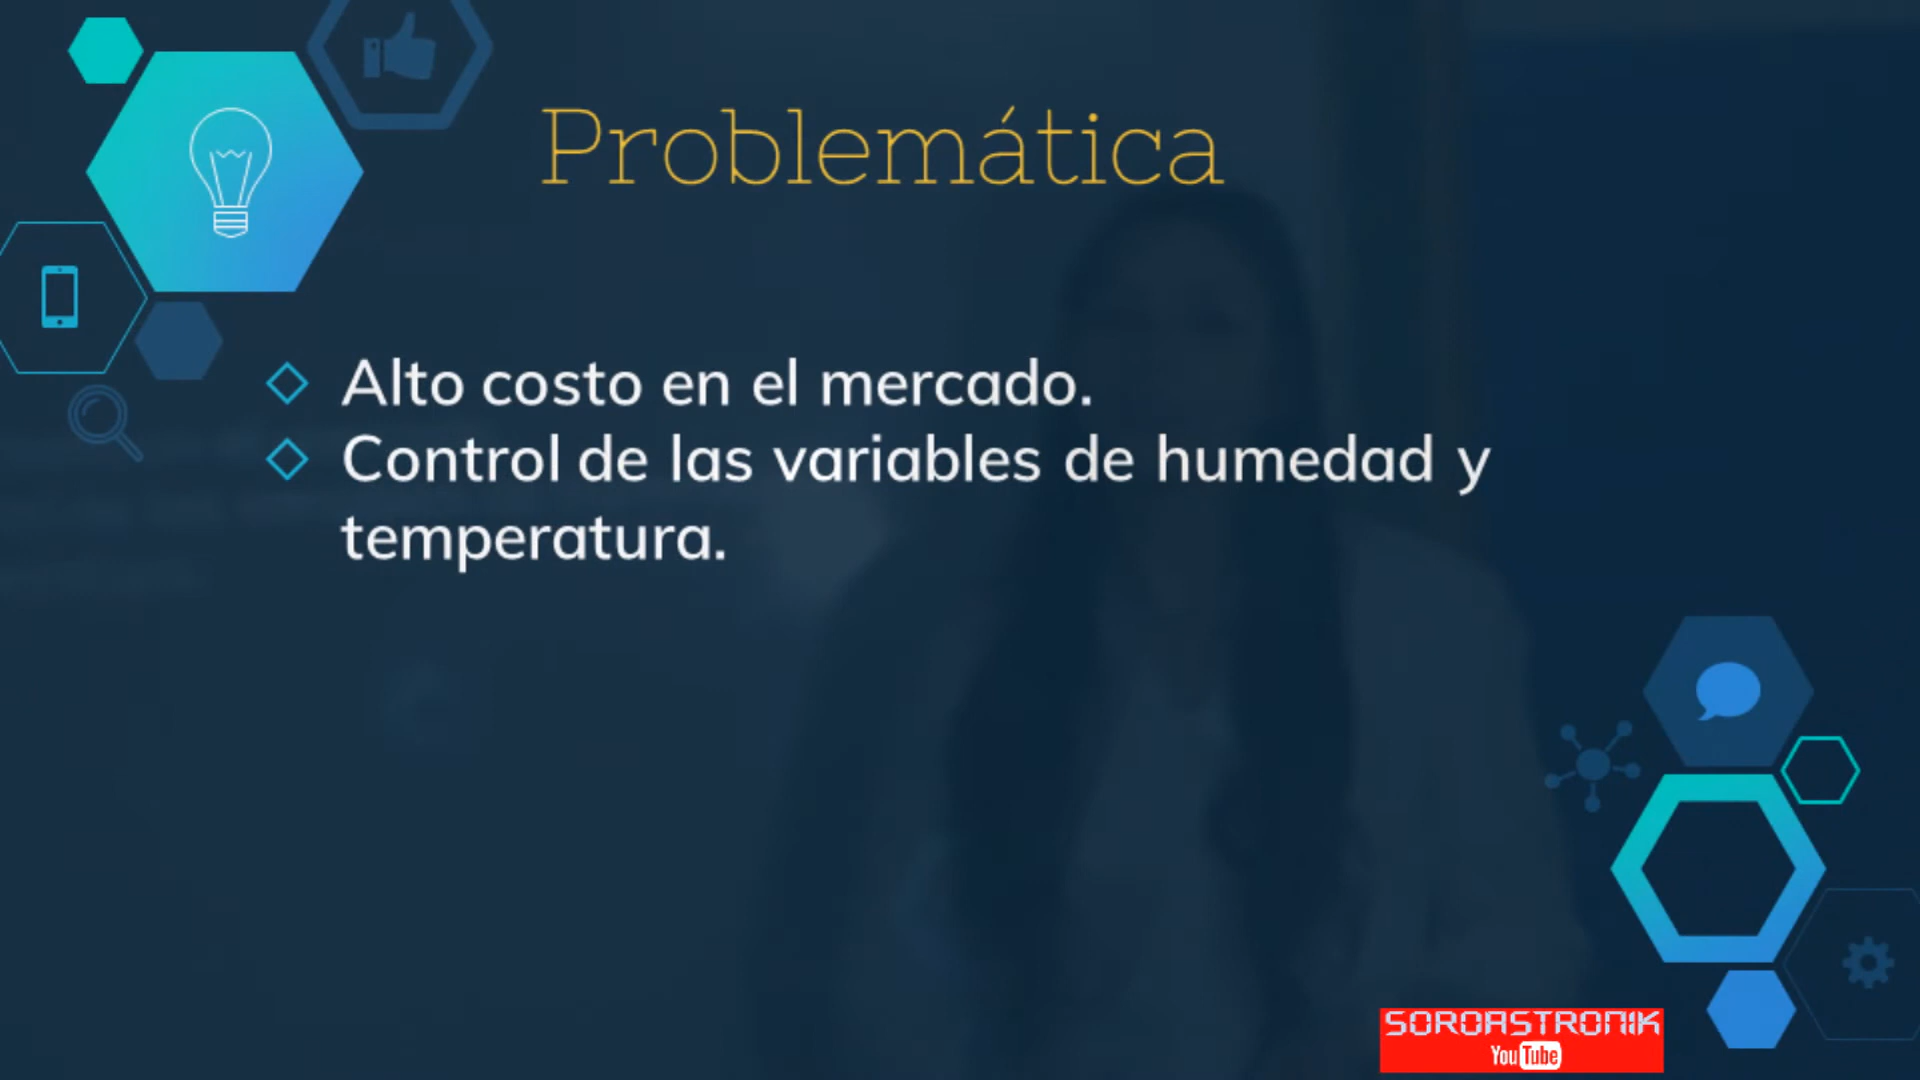 Problemática
Alto costo en el mercado.
Control de las variables de humedad y
temperatura.
SOROASTRONIK
YouTube